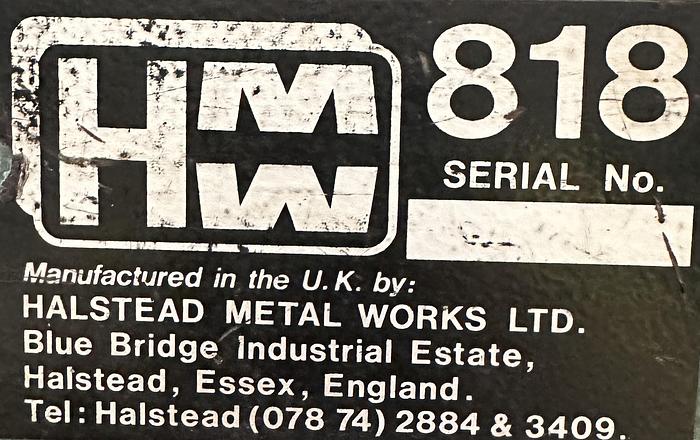 HMW
818
SERIAL No.
Manufactured in the U.K. by:
HALSTEAD METAL WORKS LTD.
Blue Bridge Industrial Estate,
Halstead, Essex, England.
Tel: Halstead (078 74) 2884 & 3409.